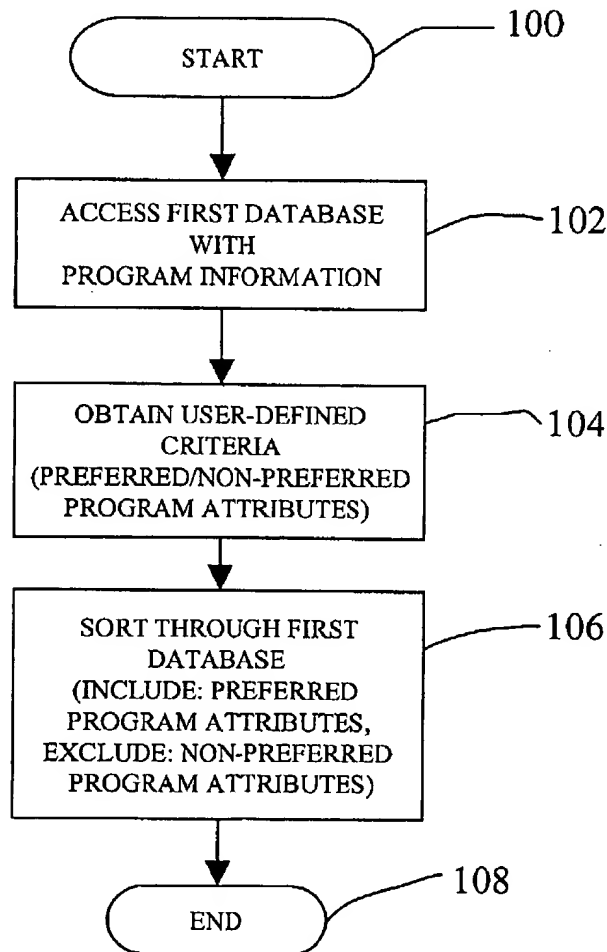 START
100
ACCESS FIRST DATABASE
WITH
PROGRAM INFORMATION
102
OBTAIN USER-DEFINED
CRITERIA
(PREFERRED/NON-PREFERRED
PROGRAM ATTRIBUTES)
104
SORT THROUGH FIRST
DATABASE
(INCLUDE: PREFERRED
PROGRAM ATTRIBUTES,
EXCLUDE: NON-PREFERRED
PROGRAM ATTRIBUTES)
106
END
108